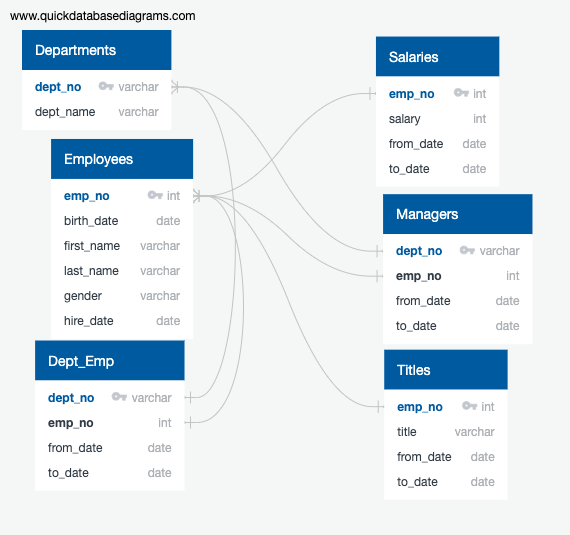 www.quickdatabasediagrams.com
Departments
dept_no varchar
dept_name varchar
Employees
emp_no int
birth_date date
first_name varchar
last_name varchar
gender varchar
hire_date date
Dept_Emp
dept_no varchar
emp_no int
from_date date
to_date date
Salaries
emp_no int
salary int
from_date date
to_date date
Managers
dept_no varchar
emp_no int
from_date date
to_date date
Titles
emp_no int
title varchar
from_date date
to_date date